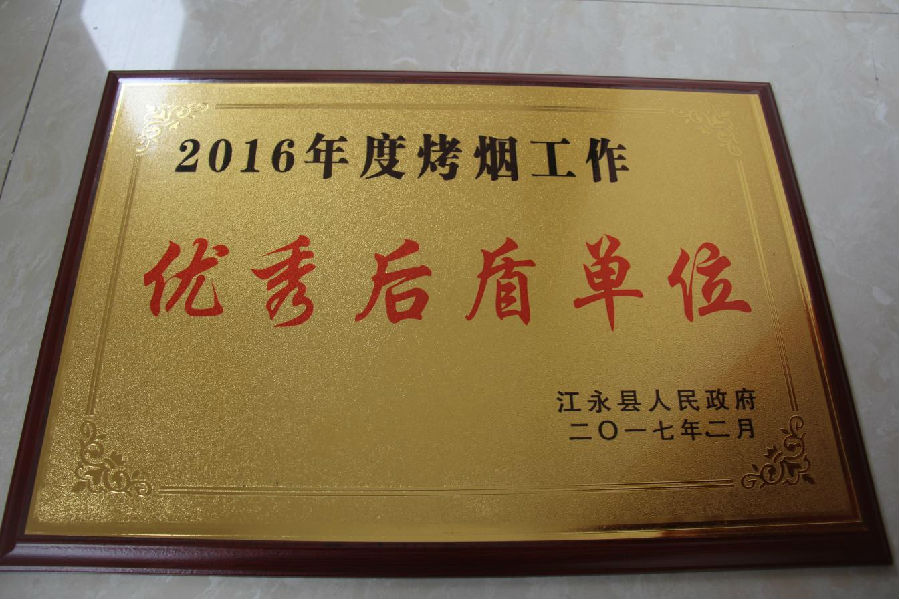 2016年度烤烟工作
优秀后盾单位
江永县人民政府
二〇一七年二月